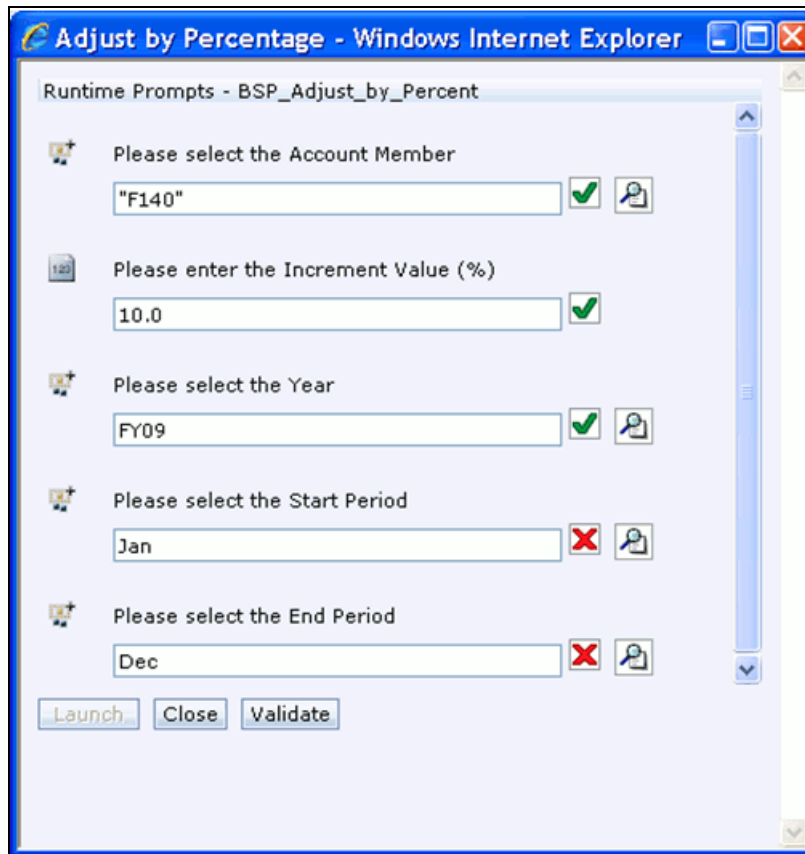 Adjust by Percentage - Windows Internet Explorer
Runtime Prompts - BSP_Adjust_by_Percent
Please select the Account Member
"F140"
123
Please enter the Increment Value (%)
10.0
Please select the Year
FY09
Please select the Start Period
Jan
Please select the End Period
Dec
Launch Close Validate